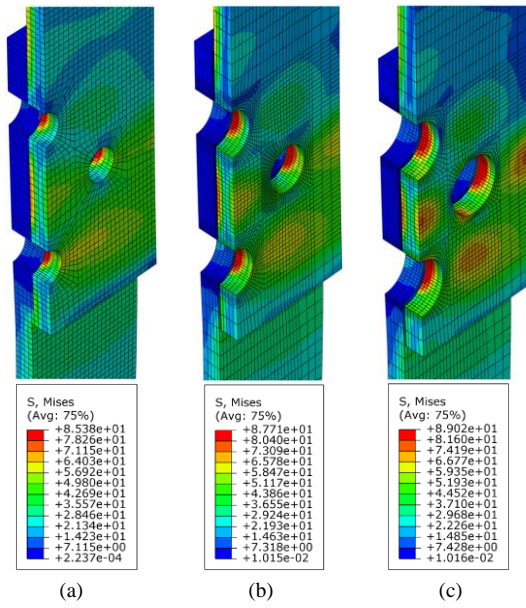 S, Mises
(Avg: 75%)
+8.538e+01
+7.826e+01
+7.115e+01
+6.403e+01
+5.692e+01
+4.980e+01
+4.269e+01
+3.557e+01
+2.846e+01
+2.134e+01
+1.423e+01
+7.115e+00
+2.237e-04
(a)
S, Mises
(Avg: 75%)
+8.771e+01
+8.040e+01
+7.309e+01
+6.578e+01
+5.847e+01
+5.117e+01
+4.386e+01
+3.655e+01
+2.924e+01
+2.193e+01
+1.463e+01
+7.318e+00
+1.015e-02
(b)
S, Mises
(Avg: 75%)
+8.902e+01
+8.160e+01
+7.419e+01
+6.677e+01
+5.935e+01
+5.193e+01
+4.452e+01
+3.710e+01
+2.968e+01
+2.226e+01
+1.485e+01
+7.428e+00
+1.016e-02
(c)